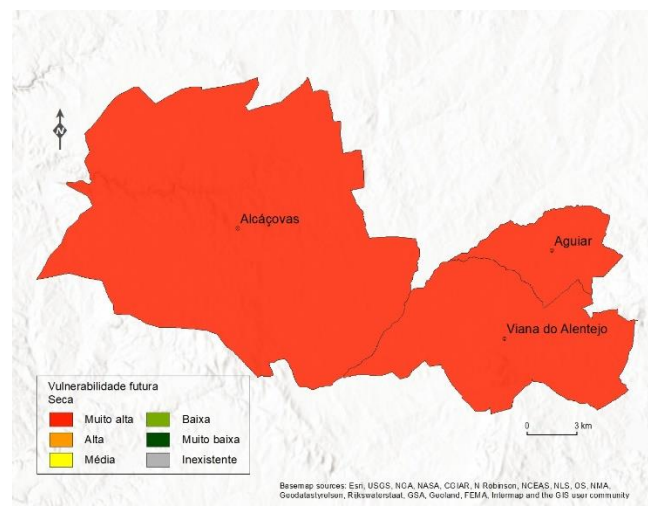 N
Alcáçovas
Aguiar
Viana do Alentejo
Vulnerabilidade futura
Seca
Muito alta
Baixa
Alta
Muito baixa
Média
Inexistente
0 3 km
Basemap sources: Esri, USGS, NGA, NASA, CGIAR, N Robinson, NCEAS, NLS, OS, NMA,
Geodatastyrelsen, Rijkswaterstaat, GSA, Geoland, FEMA, Intermap and the GIS user community